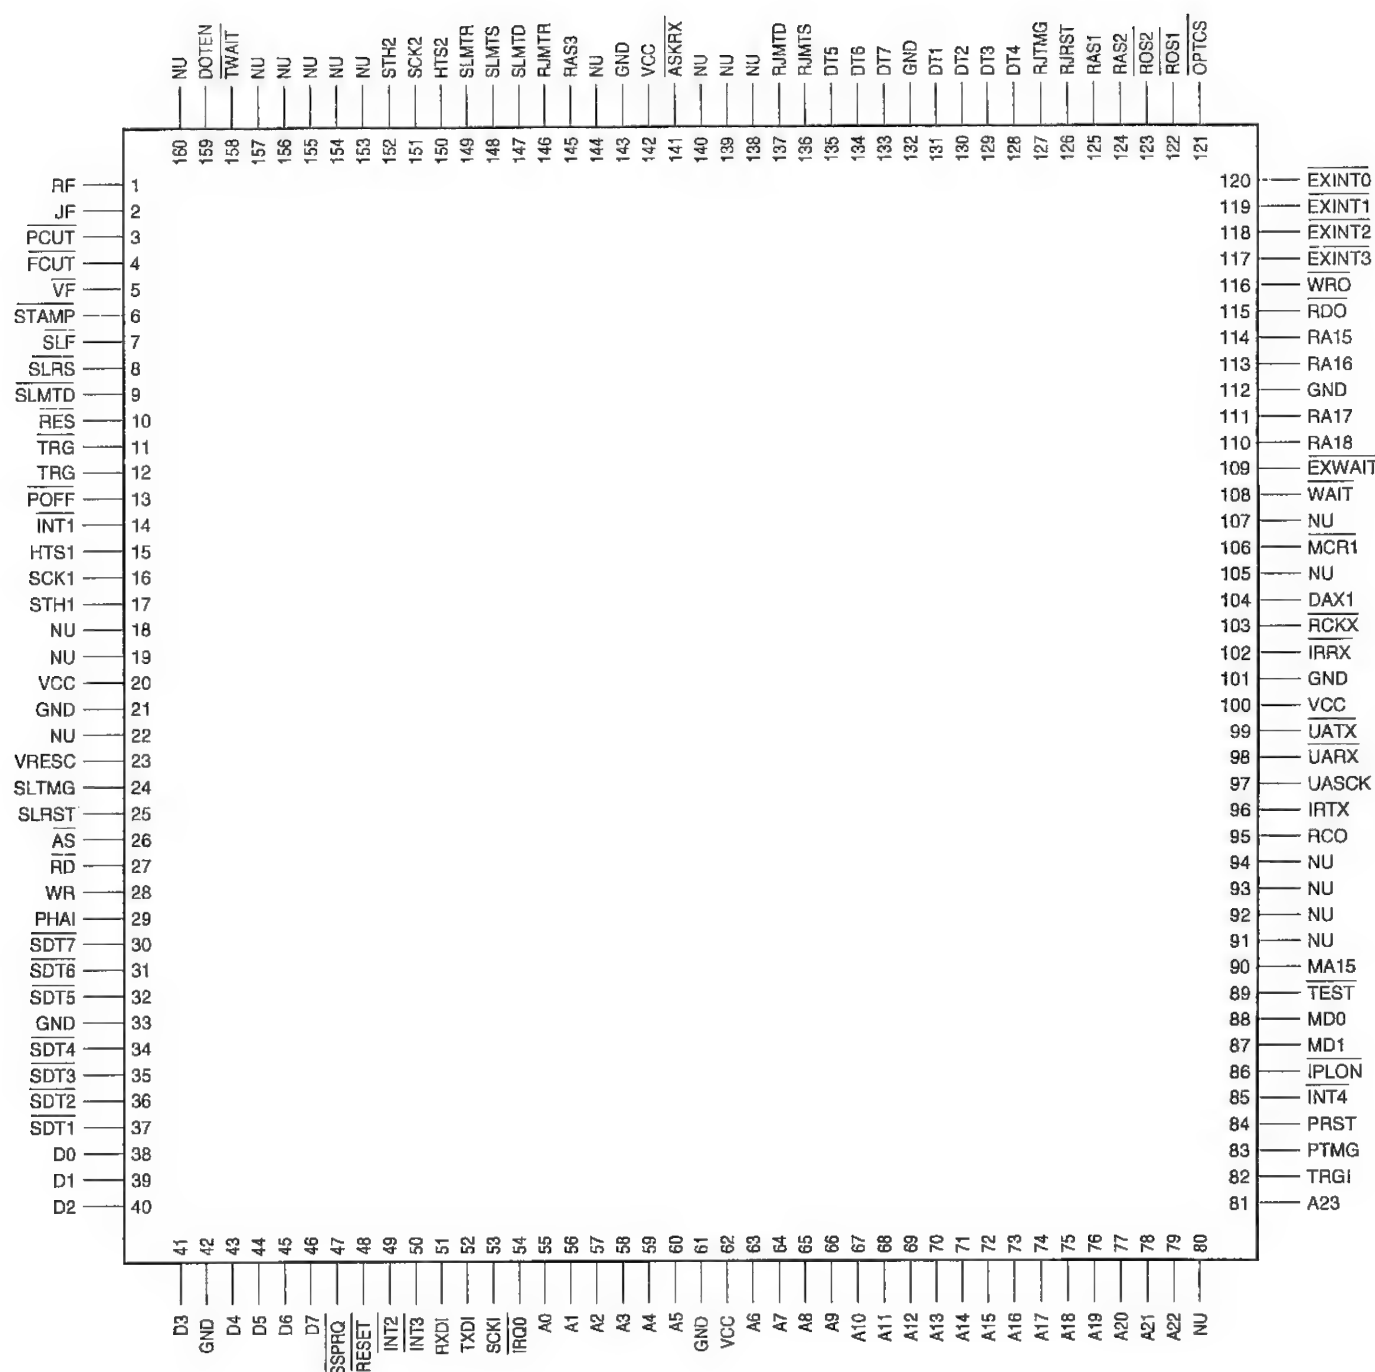 NU DOTEN TWAIT NU NU NU NU NU STH2 SCK2 HTS2 SLMTR SLMTS SLMTD RJMTR RAS3 NU GND VCC ASKRX NU NU NU RJMTD RJMTS DT5 DT6 DT7 GND DT1 DT2 DT3 DT4 RJTMG RJRST RAS1 RAS2 ROS2 ROS1 OPTCS
160 159 158 157 156 155 154 153 152 151 150 149 148 147 146 145 144 143 142 141 140 139 138 137 136 135 134 133 132 131 130 129 128 127 126 125 124 123 122 121
RF 1
JF 2
PCUT 3
FCUT 4
VF 5
STAMP 6
SLF 7
SLRS 8
SLMTD 9
RES 10
TRG 11
TRG 12
POFF 13
INT1 14
HTS1 15
SCK1 16
STH1 17
NU 18
NU 19
VCC 20
GND 21
NU 22
VRESC 23
SLTMG 24
SLRST 25
AS 26
RD 27
WR 28
PHAI 29
SDT7 30
SDT6 31
SDT5 32
GND 33
SDT4 34
SDT3 35
SDT2 36
SDT1 37
D0 38
D1 39
D2 40
120 EXINT0
119 EXINT1
118 EXINT2
117 EXINT3
116 WRO
115 RDO
114 RA15
113 RA16
112 GND
111 RA17
110 RA18
109 EXWAIT
108 WAIT
107 NU
106 MCR1
105 NU
104 DAX1
103 RCKX
102 IRRX
101 GND
100 VCC
99 UATX
98 UARX
97 UASCK
96 IRTX
95 RCO
94 NU
93 NU
92 NU
91 NU
90 MA15
89 TEST
88 MD0
87 MD1
86 IPLON
85 INT4
84 PRST
83 PTMG
82 TRGI
81 A23
41 42 43 44 45 46 47 48 49 50 51 52 53 54 55 56 57 58 59 60 61 62 63 64 65 66 67 68 69 70 71 72 73 74 75 76 77 78 79 80
D3 GND D4 D5 D6 D7 SSPRQ RESET INT2 INT3 RXDI TXDI SCKI IRQ0 A0 A1 A2 A3 A4 A5 GND VCC A6 A7 A8 A9 A10 A11 A12 A13 A14 A15 A16 A17 A18 A19 A20 A21 A22 NU